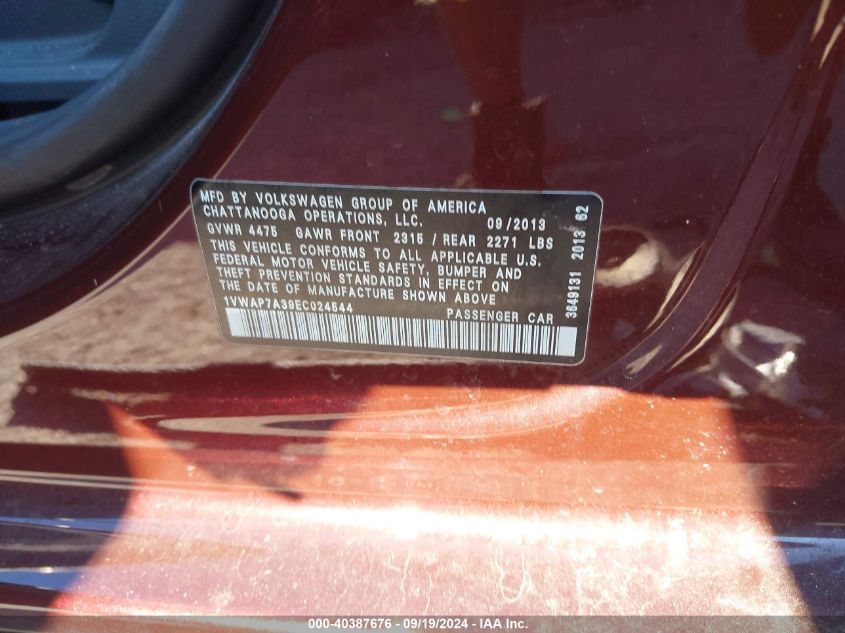 MFD BY VOLKSWAGEN GROUP OF AMERICA
CHATTANOOGA OPERATIONS, LLC. 09/2013
GVWR 4475 GAWR FRONT 2315/REAR 2271 LBS
THIS VEHICLE CONFORMS TO ALL APPLICABLE U.S.
FEDERAL MOTOR VEHICLE SAFETY, BUMPER AND
THEFT PREVENTION STANDARDS IN EFFECT ON
THE DATE OF MANUFACTURE SHOWN ABOVE
1VWAP7A39EC024544 PASSENGER CAR
3649131 2013 62
000-40387676 - 09/19/2024 - IAA Inc.